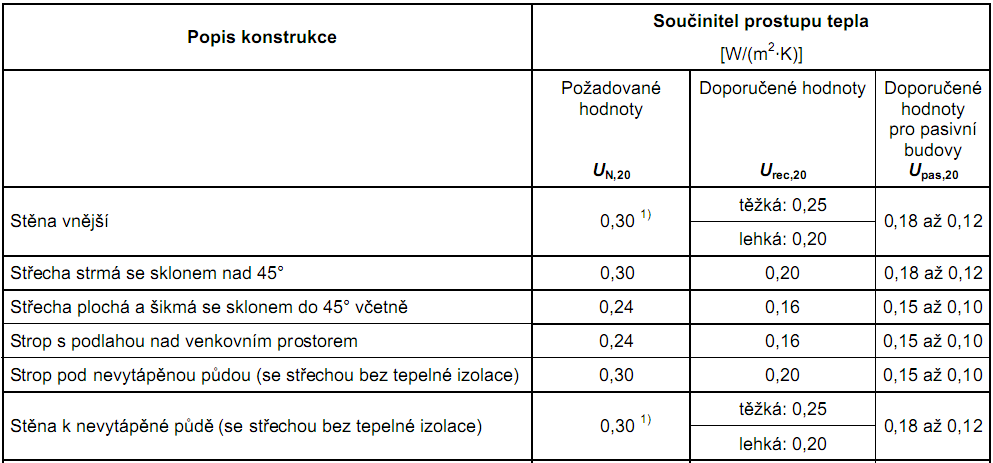 Popis konstrukce
Součinitel prostupu tepla
[W/(m²·K)]
Požadované hodnoty
U_N,20
Doporučené hodnoty
U_rec,20
Doporučené hodnoty pro pasivní budovy
U_pas,20
Stěna vnější
0,30 ¹⁾
těžká: 0,25
lehká: 0,20
0,18 až 0,12
Střecha strmá se sklonem nad 45° 0,30 0,20 0,18 až 0,12
Střecha plochá a šikmá se sklonem do 45° včetně 0,24 0,16 0,15 až 0,10
Strop s podlahou nad venkovním prostorem 0,24 0,16 0,15 až 0,10
Strop pod nevytápěnou půdou (se střechou bez tepelné izolace) 0,30 0,20 0,15 až 0,10
Stěna k nevytápěné půdě (se střechou bez tepelné izolace)
0,30 ¹⁾
těžká: 0,25
lehká: 0,20
0,18 až 0,12